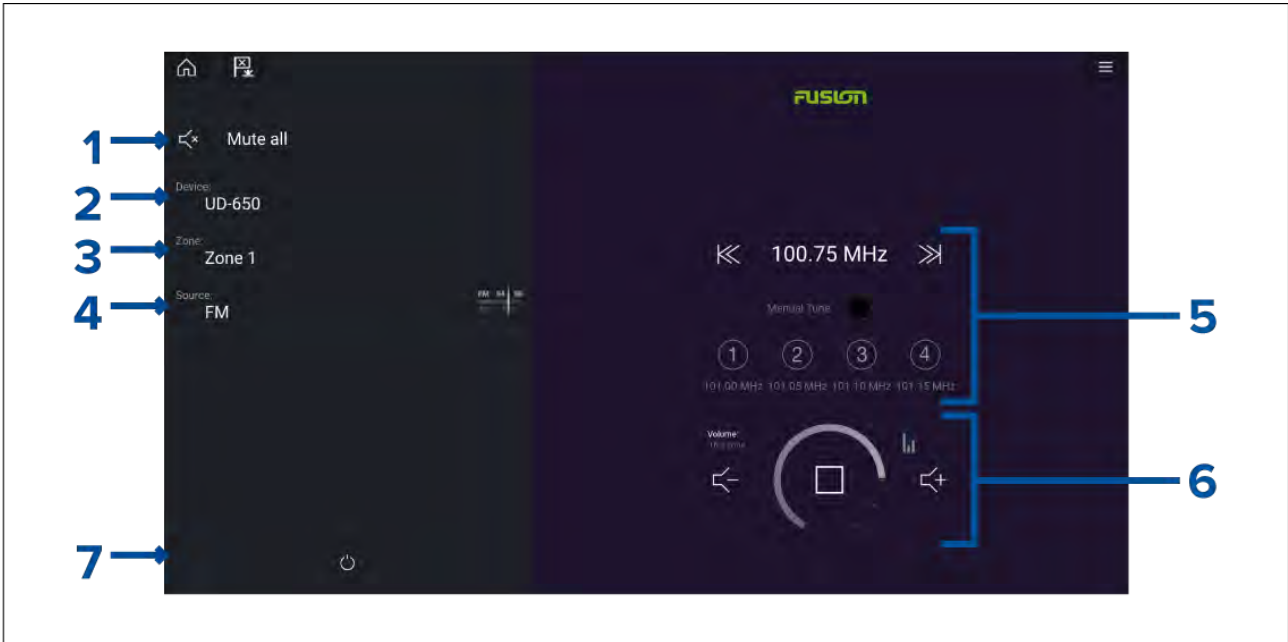 FUSION
1
Mute all
Device:
2
UD-650
Zone:
3
Zone 1
Source:
4
FM
100.75 MHz
5
Manual Tune
1 2 3 4
101.00 MHz 101.05 MHz 101.10 MHz 101.15 MHz
Volume:
6
7